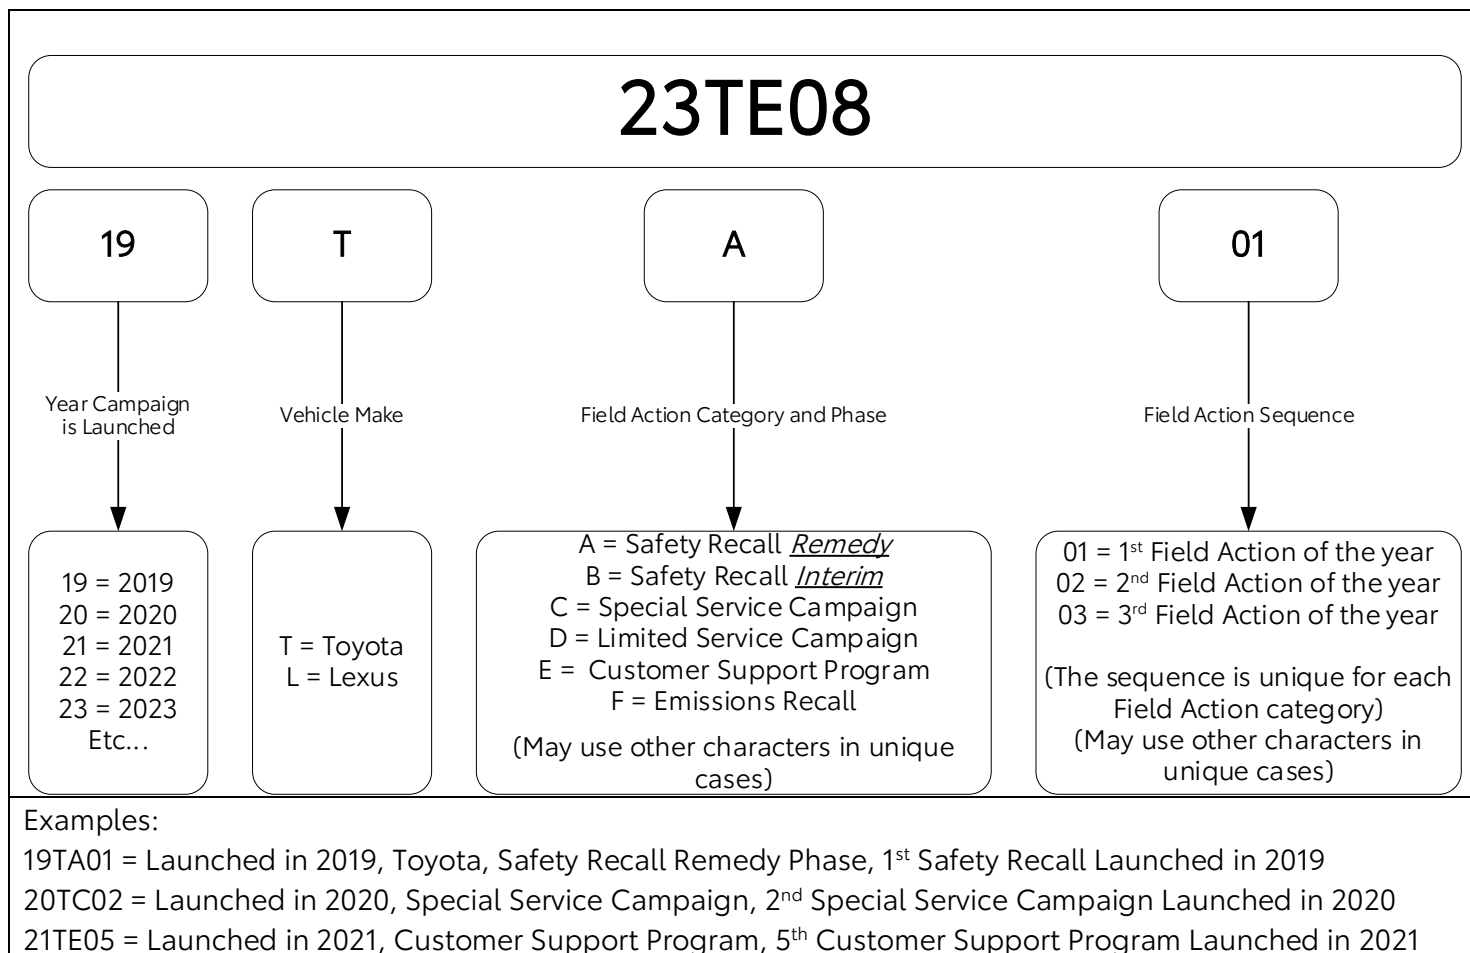 23TE08
19
T
A
01
Year Campaign
is Launched
Vehicle Make
Field Action Category and Phase
Field Action Sequence
19 = 2019
20 = 2020
21 = 2021
22 = 2022
23 = 2023
Etc...
T = Toyota
L = Lexus
A = Safety Recall Remedy
B = Safety Recall Interim
C = Special Service Campaign
D = Limited Service Campaign
E = Customer Support Program
F = Emissions Recall
(May use other characters in unique
cases)
01 = 1st Field Action of the year
02 = 2nd Field Action of the year
03 = 3rd Field Action of the year
(The sequence is unique for each
Field Action category)
(May use other characters in
unique cases)
Examples:
19TA01 = Launched in 2019, Toyota, Safety Recall Remedy Phase, 1st Safety Recall Launched in 2019
20TC02 = Launched in 2020, Special Service Campaign, 2nd Special Service Campaign Launched in 2020
21TE05 = Launched in 2021, Customer Support Program, 5th Customer Support Program Launched in 2021